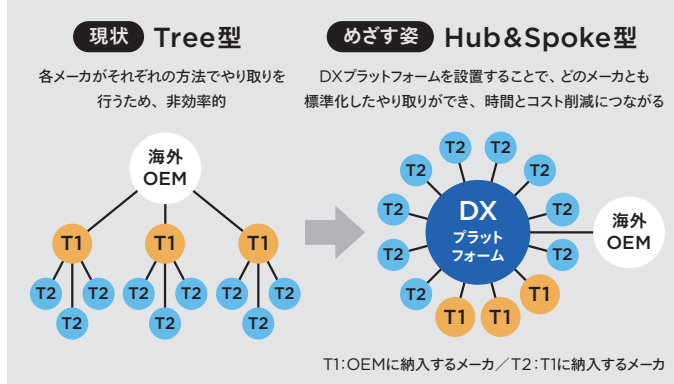 現状 Tree型
各メーカがそれぞれの方法でやり取りを
行うため、非効率的
海外
OEM
T1
T1
T1
T2
T2
T2
T2
T2
T2
T2
T2
T2
めざす姿 Hub&Spoke型
DXプラットフォームを設置することで、どのメーカとも
標準化したやり取りができ、時間とコスト削減につながる
T2
T2
T2
T2
T2
T2
DX
プラット
フォーム
海外
OEM
T2
T2
T2
T1
T1
T1
T1:OEMに納入するメーカ/T2:T1に納入するメーカ